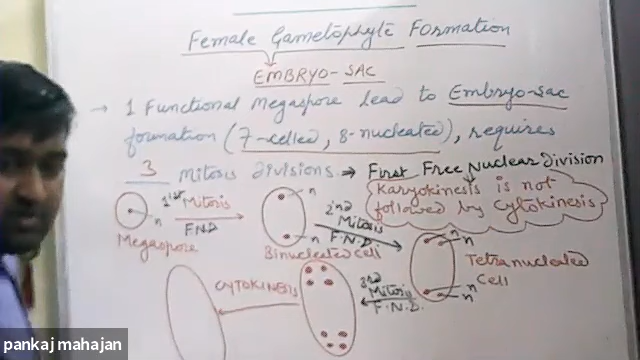 Female Gametophyte Formation
EMBRYO-SAC
→ 1 Functional Megaspore lead to Embryo-sac
formation (7-celled, 8-nucleated), requires
3 mitosis divisions → First Free Nuclear Division
Karyokinesis is not
followed by cytokinesis
1st Mitosis
F.N.D
n
Megaspore
n
n
Binucleated cell
2nd
Mitosis
F.N.D.
n
n
n
n
Tetranucleated
Cell
3rd
Mitosis
F.N.D.
CYTOKINESIS
pankaj mahajan